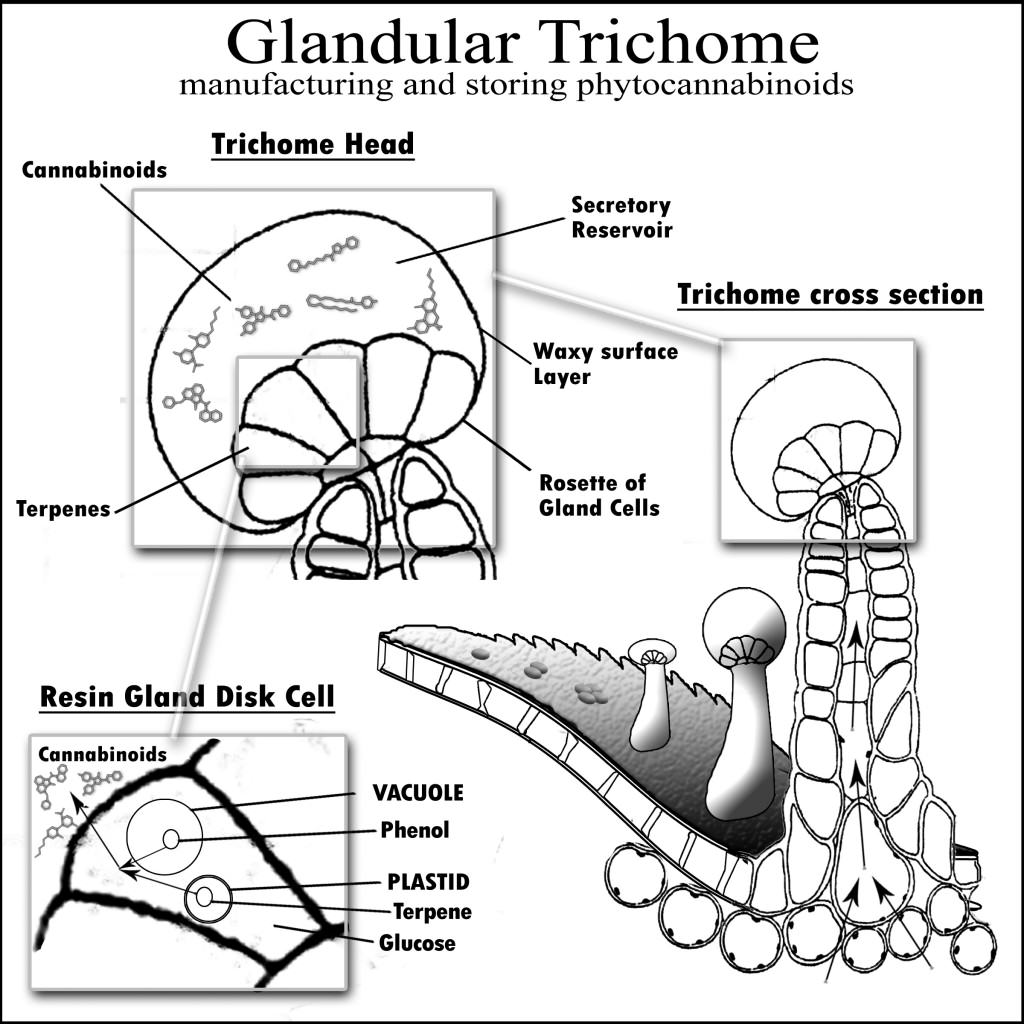 Glandular Trichome
manufacturing and storing phytocannabinoids
Trichome Head
Cannabinoids
Secretory
Reservoir
Trichome cross section
Waxy surface
Layer
Rosette of
Gland Cells
Terpenes
Resin Gland Disk Cell
Cannabinoids
VACUOLE
Phenol
PLASTID
Terpene
Glucose